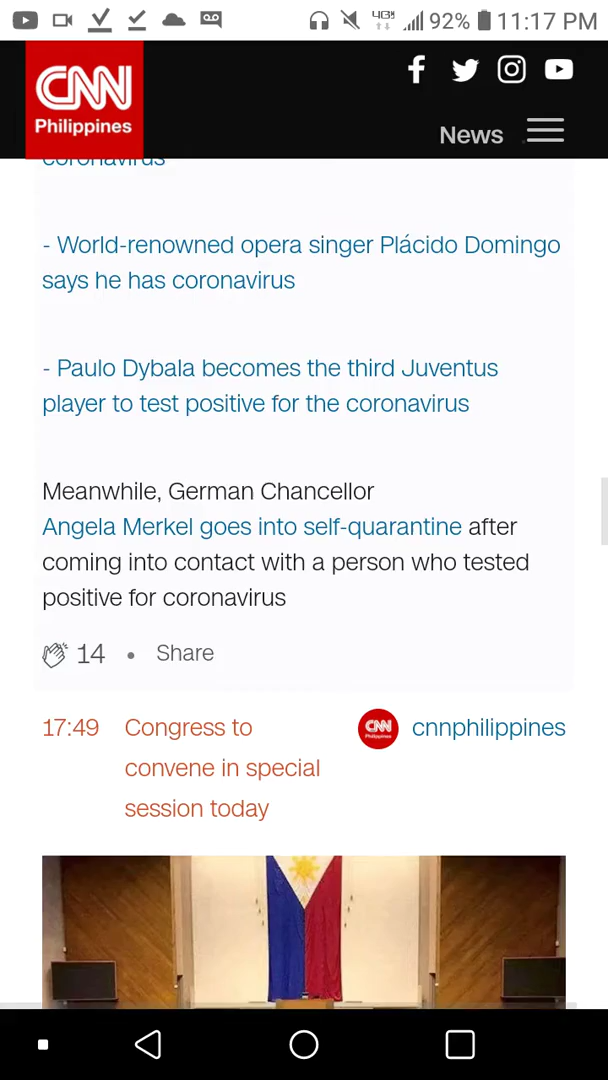 92% 11:17 PM
CNN
Philippines
News
coronavirus
- World-renowned opera singer Plácido Domingo
says he has coronavirus
- Paulo Dybala becomes the third Juventus
player to test positive for the coronavirus
Meanwhile, German Chancellor
Angela Merkel goes into self-quarantine after
coming into contact with a person who tested
positive for coronavirus
14 • Share
17:49 Congress to CNN Philippines cnnphilippines
convene in special
session today